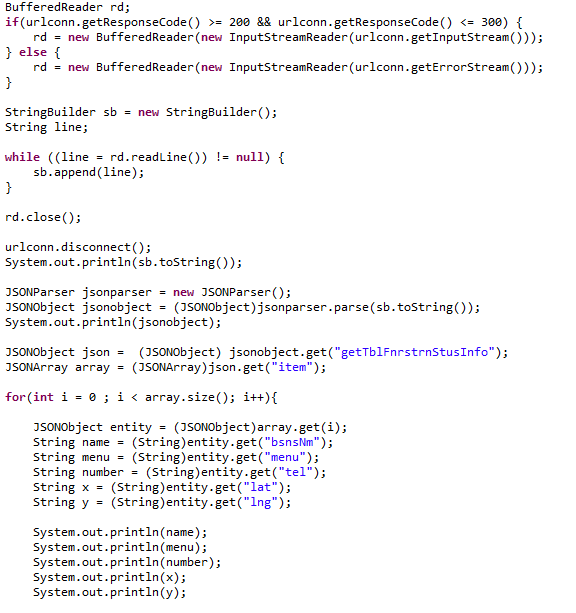 BufferedReader rd;
if(urlconn.getResponseCode() >= 200 && urlconn.getResponseCode() <= 300) {
    rd = new BufferedReader(new InputStreamReader(urlconn.getInputStream()));
} else {
    rd = new BufferedReader(new InputStreamReader(urlconn.getErrorStream()));
}

StringBuilder sb = new StringBuilder();
String line;

while ((line = rd.readLine()) != null) {
    sb.append(line);
}

rd.close();

urlconn.disconnect();
System.out.println(sb.toString());

JSONParser jsonparser = new JSONParser();
JSONObject jsonobject = (JSONObject)jsonparser.parse(sb.toString());
System.out.println(jsonobject);

JSONObject json =  (JSONObject) jsonobject.get("getTblFnrstrnStusInfo");
JSONArray array = (JSONArray)json.get("item");

for(int i = 0 ; i < array.size(); i++){

    JSONObject entity = (JSONObject)array.get(i);
    String name = (String)entity.get("bsnsNm");
    String menu = (String)entity.get("menu");
    String number = (String)entity.get("tel");
    String x = (String)entity.get("lat");
    String y = (String)entity.get("lng");

    System.out.println(name);
    System.out.println(menu);
    System.out.println(number);
    System.out.println(x);
    System.out.println(y);